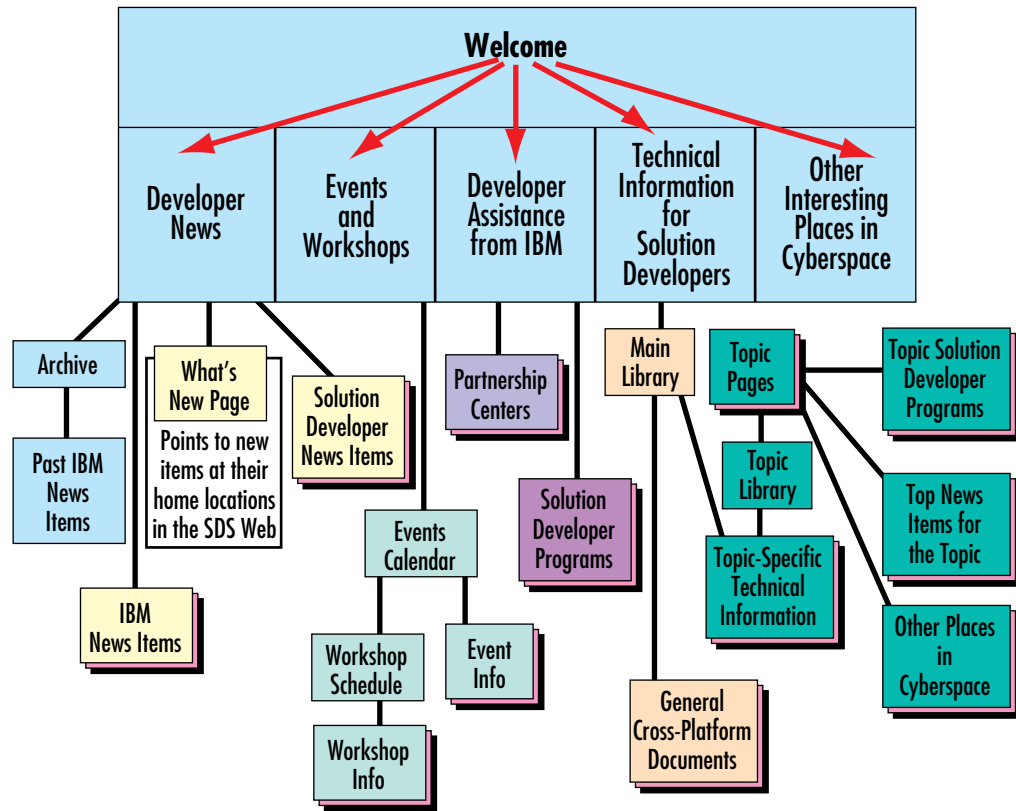 Welcome
Developer
News
Events
and
Workshops
Developer
Assistance
from IBM
Technical
Information
for
Solution
Developers
Other
Interesting
Places in
Cyberspace
Archive
Past IBM
News
Items
What's
New Page
Points to new
items at their
home locations
in the SDS Web
IBM
News Items
Solution
Developer
News Items
Events
Calendar
Workshop
Schedule
Workshop
Info
Event
Info
Partnership
Centers
Solution
Developer
Programs
Main
Library
General
Cross-Platform
Documents
Topic
Pages
Topic
Library
Topic-Specific
Technical
Information
Topic Solution
Developer
Programs
Top News
Items for
the Topic
Other Places
in
Cyberspace